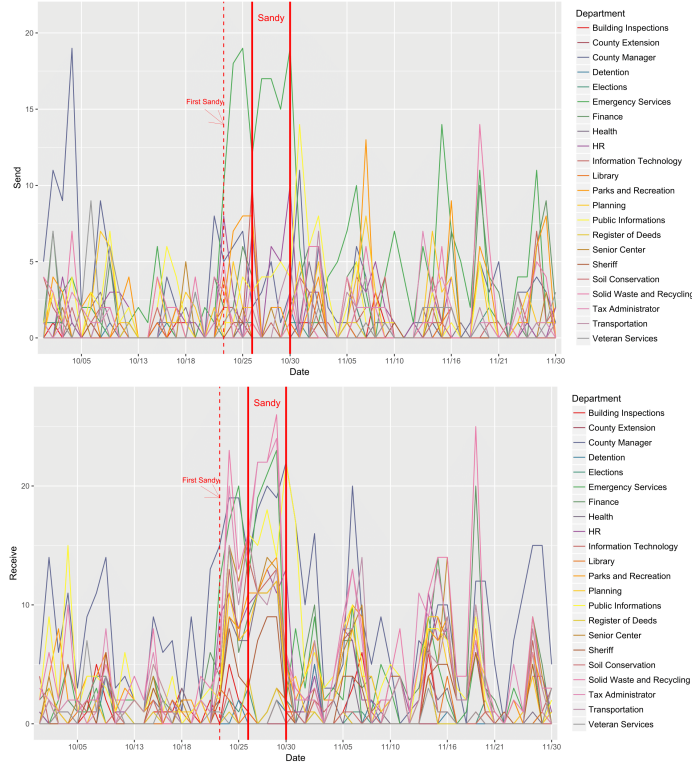 20
15
10
5
0
Send
First Sandy
Sandy
10/05 10/13 10/18 10/25 10/30 11/05 11/10 11/16 11/21 11/30
Date
Department
Building Inspections
County Extension
County Manager
Detention
Elections
Emergency Services
Finance
Health
HR
Information Technology
Library
Parks and Recreation
Planning
Public Informations
Register of Deeds
Senior Center
Sheriff
Soil Conservation
Solid Waste and Recycling
Tax Administrator
Transportation
Veteran Services
20
10
0
Receive
First Sandy
Sandy
10/05 10/13 10/18 10/25 10/30 11/05 11/10 11/16 11/21 11/30
Date
Department
Building Inspections
County Extension
County Manager
Detention
Elections
Emergency Services
Finance
Health
HR
Information Technology
Library
Parks and Recreation
Planning
Public Informations
Register of Deeds
Senior Center
Sheriff
Soil Conservation
Solid Waste and Recycling
Tax Administrator
Transportation
Veteran Services